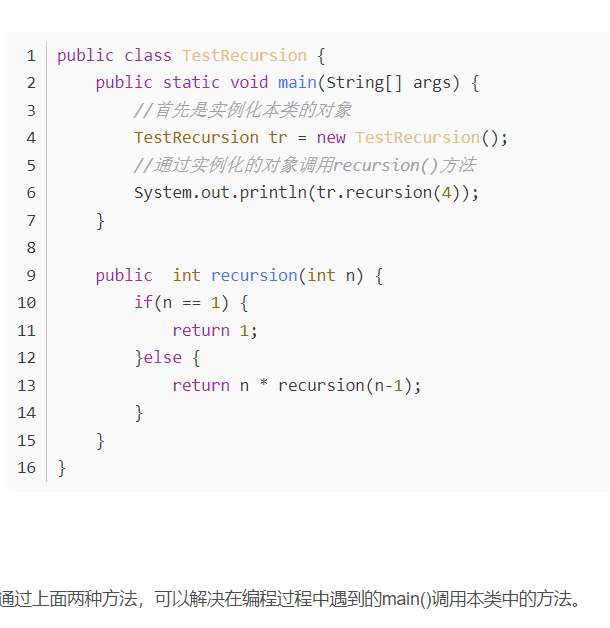 1 public class TestRecursion {
2     public static void main(String[] args) {
3         //首先是实例化本类的对象
4         TestRecursion tr = new TestRecursion();
5         //通过实例化的对象调用recursion()方法
6         System.out.println(tr.recursion(4));
7     }
8
9     public  int recursion(int n) {
10         if(n == 1) {
11             return 1;
12         }else {
13             return n * recursion(n-1);
14         }
15     }
16 }
通过上面两种方法，可以解决在编程过程中遇到的main()调用本类中的方法。